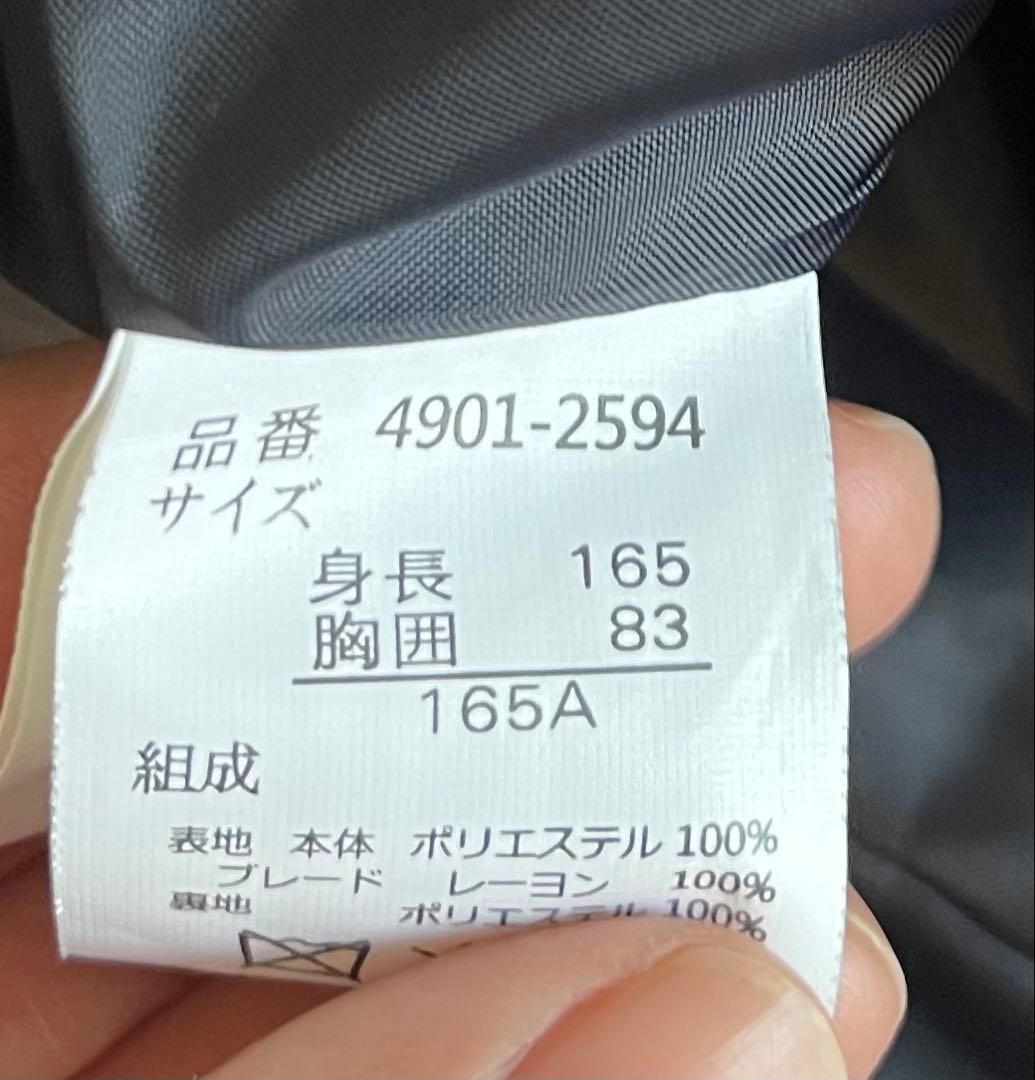 品番 4901-2594
サイズ
身長 165
胸囲 83
165A
組成
表地 本体 ポリエステル 100%
ブレード レーヨン 100%
裏地 ポリエステル 100%